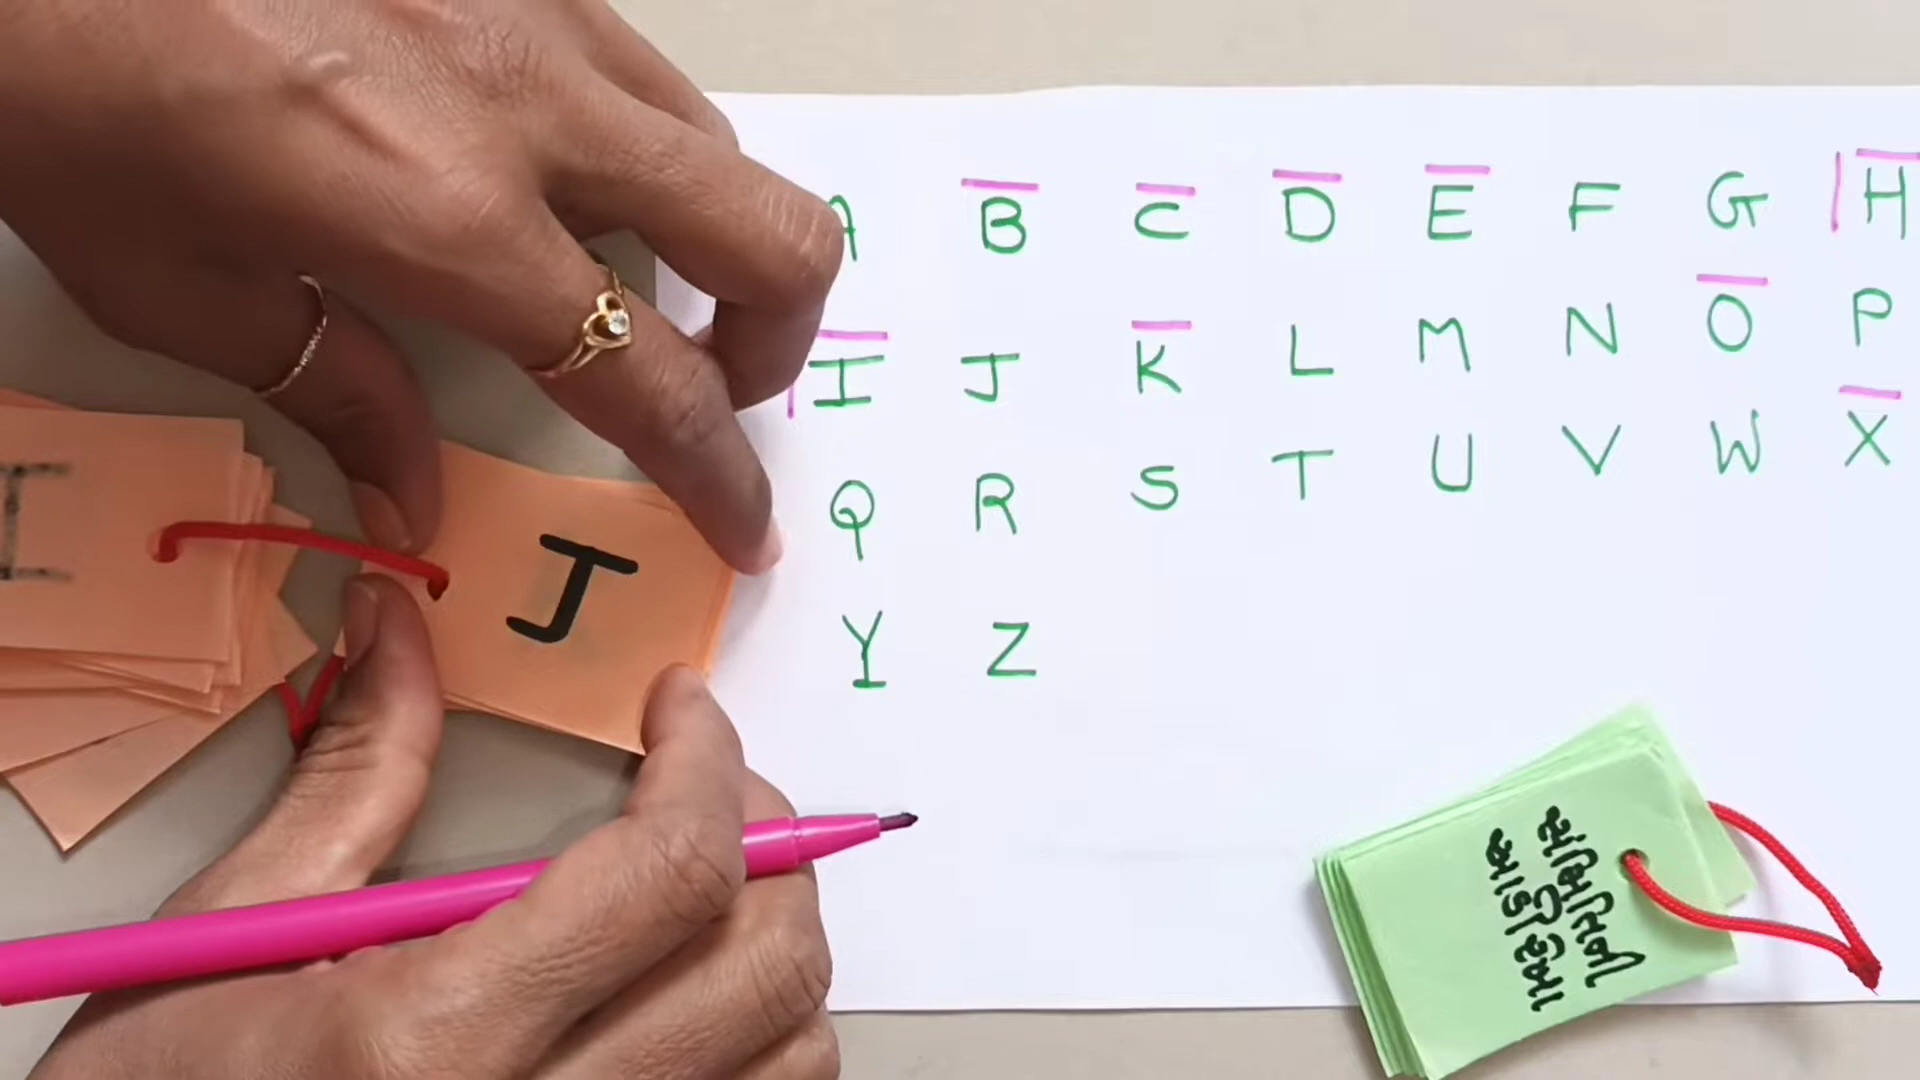 A B C D E F G H
I J K L M N O P
Q R S T U V W X
Y Z
I
J